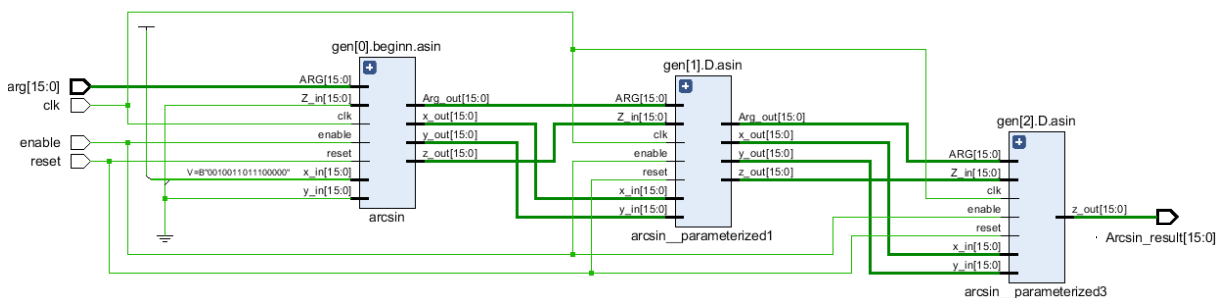 gen[0].beginn.asin
arg[15:0]
clk
enable
reset
ARG[15:0]
Z_in[15:0]
clk
enable
reset
V=B"0010011011100000"
x_in[15:0]
y_in[15:0]
Arg_out[15:0]
x_out[15:0]
y_out[15:0]
z_out[15:0]
arcsin
gen[1].D.asin
ARG[15:0]
Z_in[15:0]
clk
enable
reset
x_in[15:0]
y_in[15:0]
Arg_out[15:0]
x_out[15:0]
y_out[15:0]
z_out[15:0]
arcsin__parameterized1
gen[2].D.asin
ARG[15:0]
Z_in[15:0]
clk
enable
reset
x_in[15:0]
y_in[15:0]
z_out[15:0]
Arcsin_result[15:0]
arcsin__parameterized3